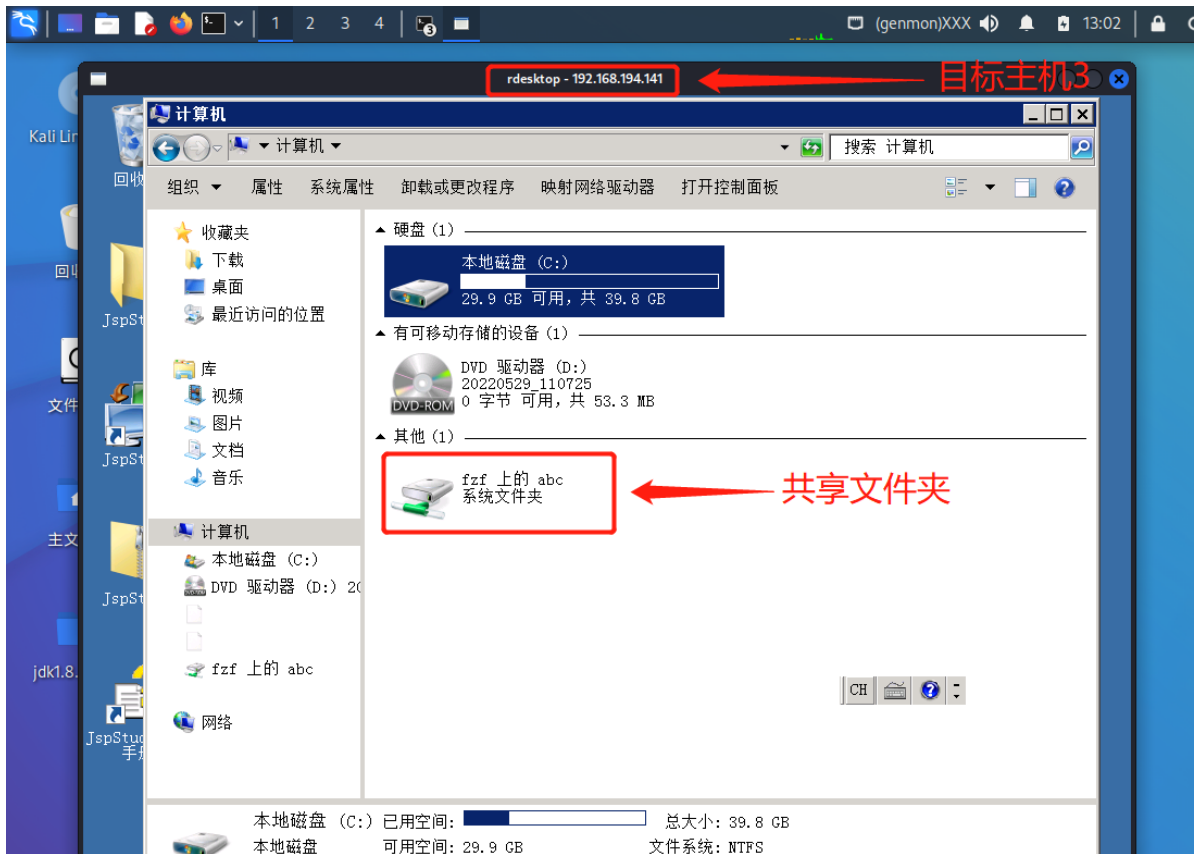 1 2 3 4 3 (genmon)XXX 13:02
rdesktop - 192.168.194.141
目标主机3
计算机
计算机
搜索 计算机
组织 属性 系统属性 卸载或更改程序 映射网络驱动器 打开控制面板
Kali Lin
回收
回收
JspSt
文件
JspSt
主文
JspSt
jdk1.8.
JspStud
手册
收藏夹
下载
桌面
最近访问的位置
库
视频
图片
文档
音乐
计算机
本地磁盘 (C:)
DVD 驱动器 (D:) 20
fzf 上的 abc
网络
硬盘 (1)
本地磁盘 (C:)
29.9 GB 可用，共 39.8 GB
有可移动存储的设备 (1)
DVD 驱动器 (D:)
20220529_110725
0 字节 可用，共 53.3 MB
DVD-ROM
其他 (1)
fzf 上的 abc
系统文件夹
共享文件夹
CH
本地磁盘 (C:) 已用空间: 总大小: 39.8 GB
本地磁盘 可用空间: 29.9 GB 文件系统: NTFS